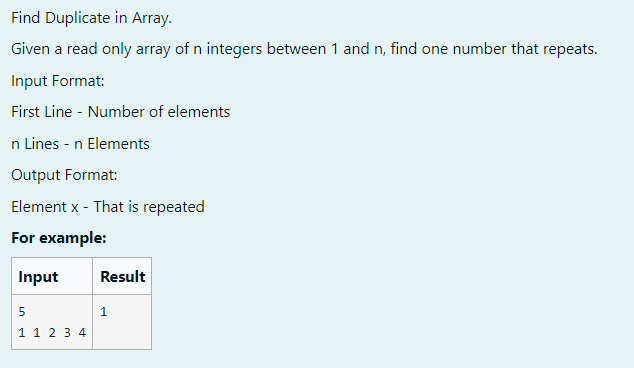 Find Duplicate in Array.
Given a read only array of n integers between 1 and n, find one number that repeats.
Input Format:
First Line - Number of elements
n Lines - n Elements
Output Format:
Element x - That is repeated
For example:
Input Result
5 1
1 1 2 3 4